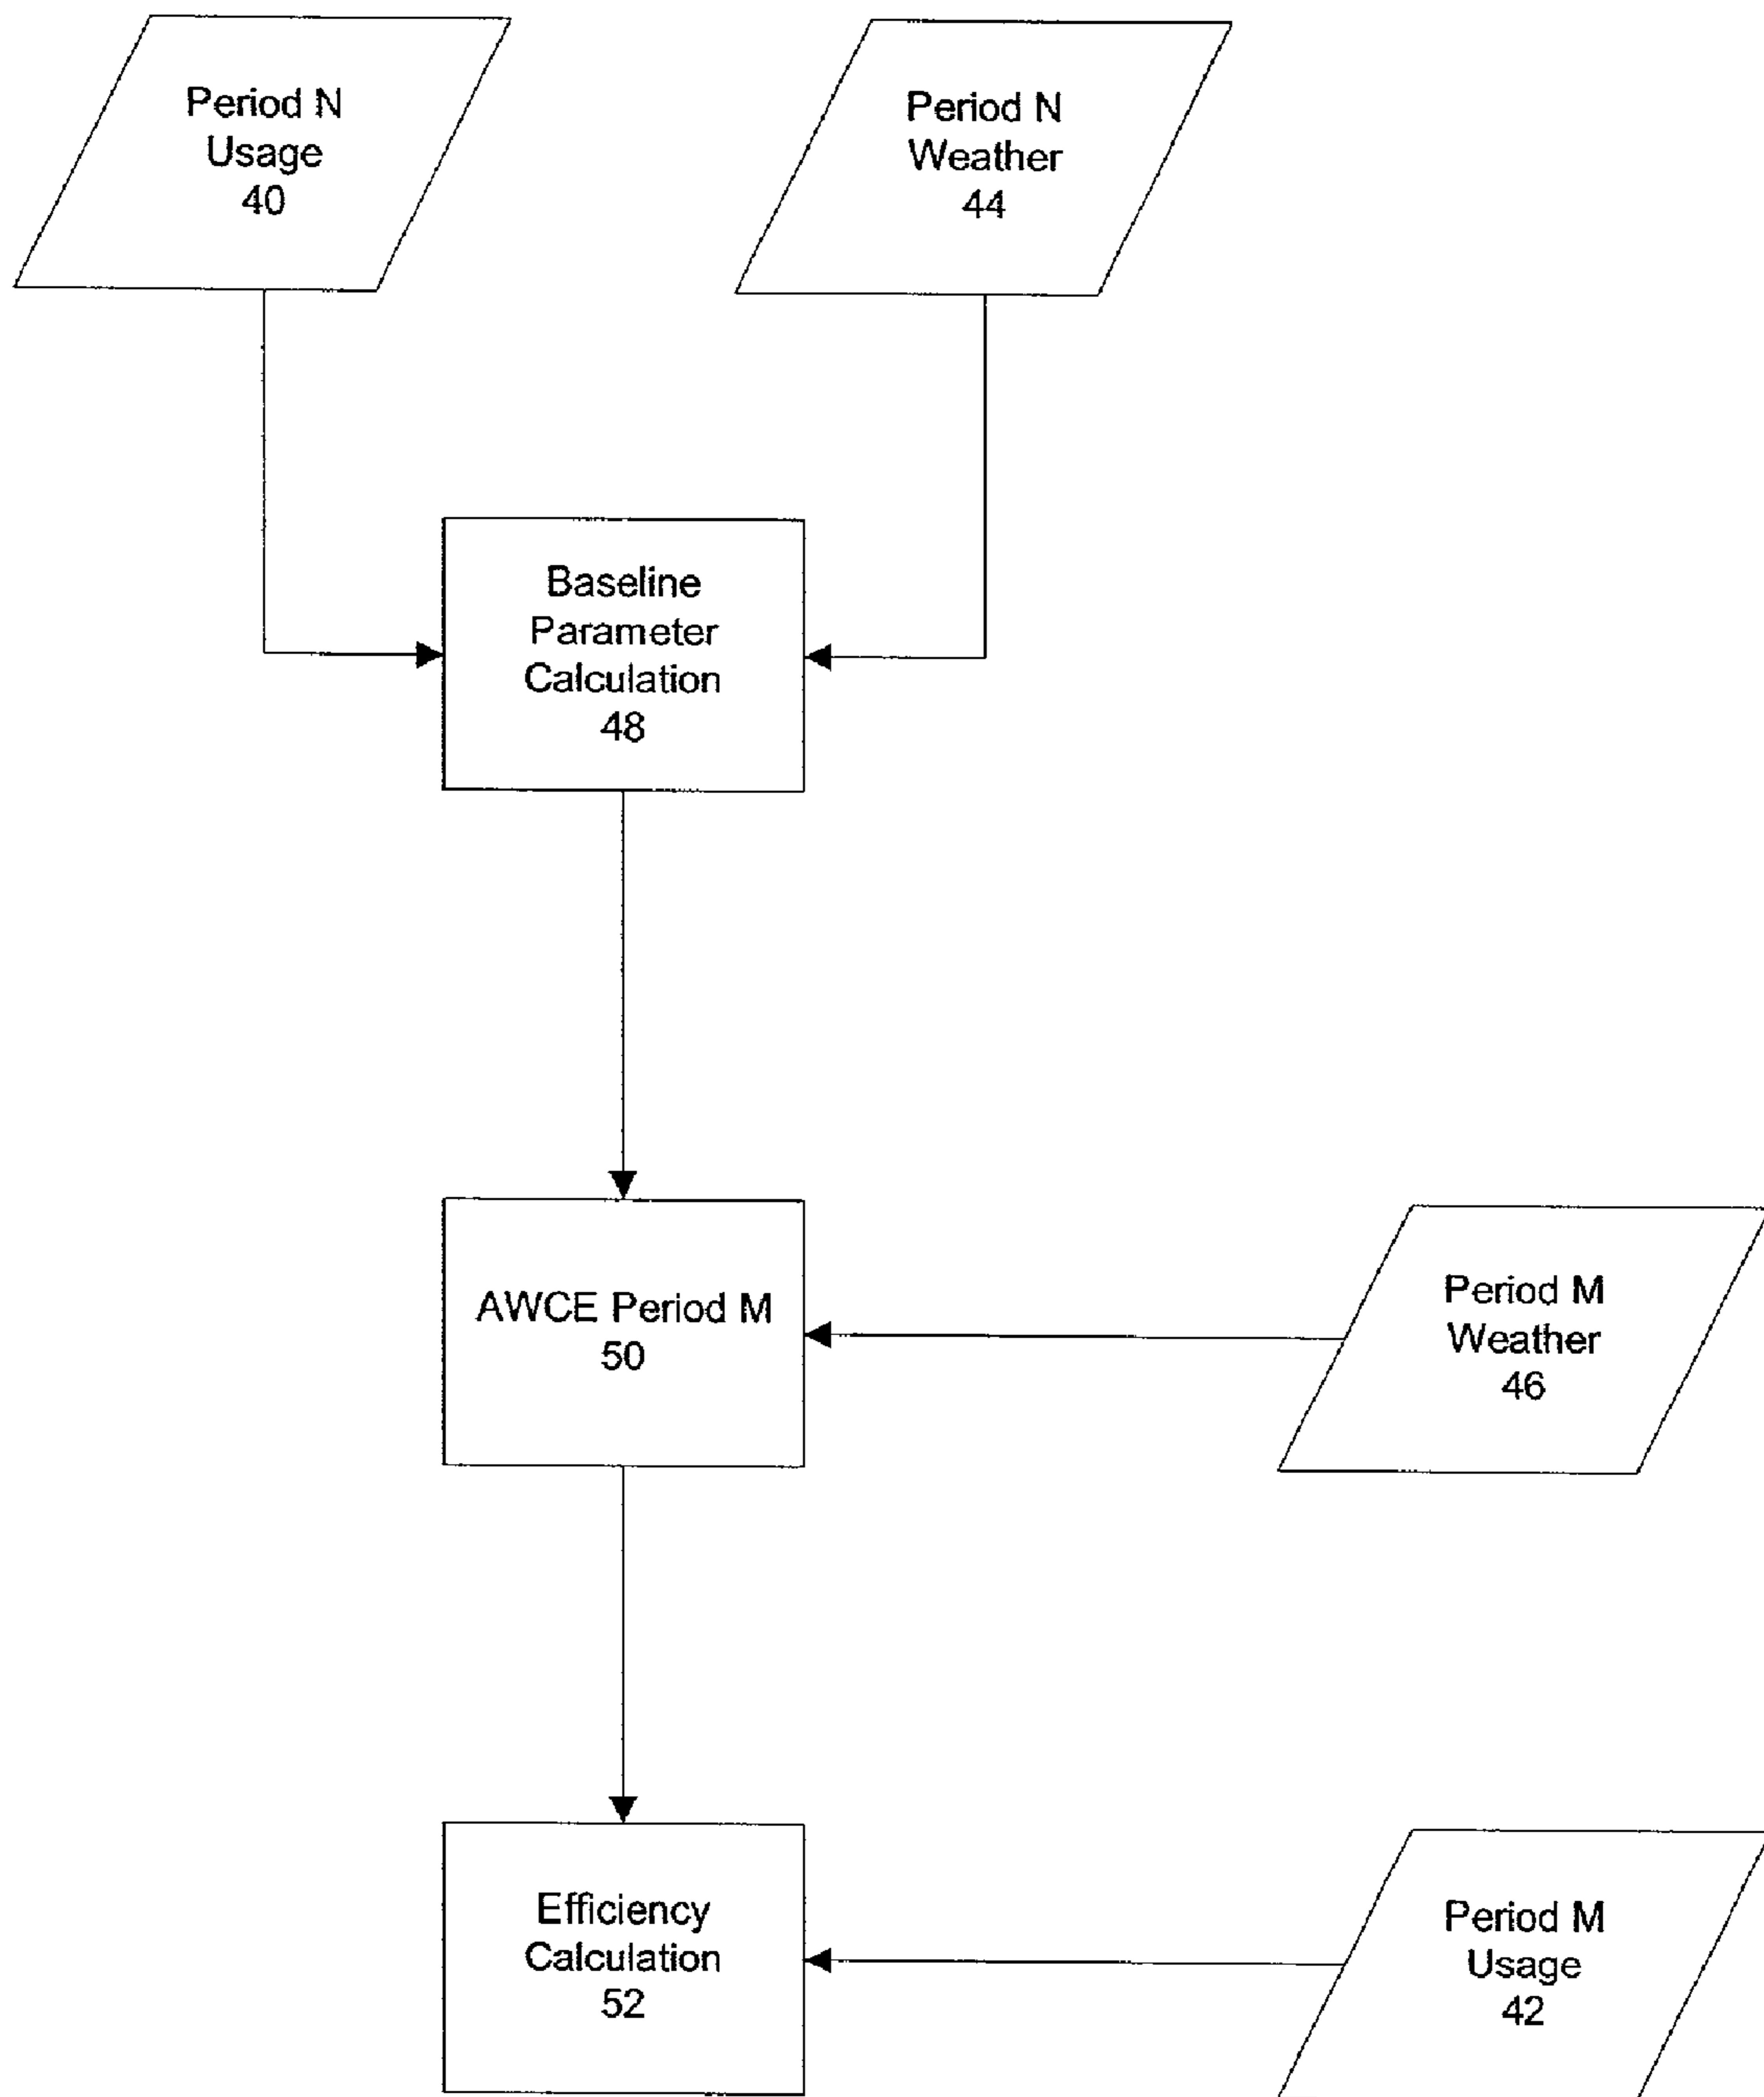 Period N
Usage
40
Period N
Weather
44
Baseline
Parameter
Calculation
48
AWCE Period M
50
Period M
Weather
46
Efficiency
Calculation
52
Period M
Usage
42